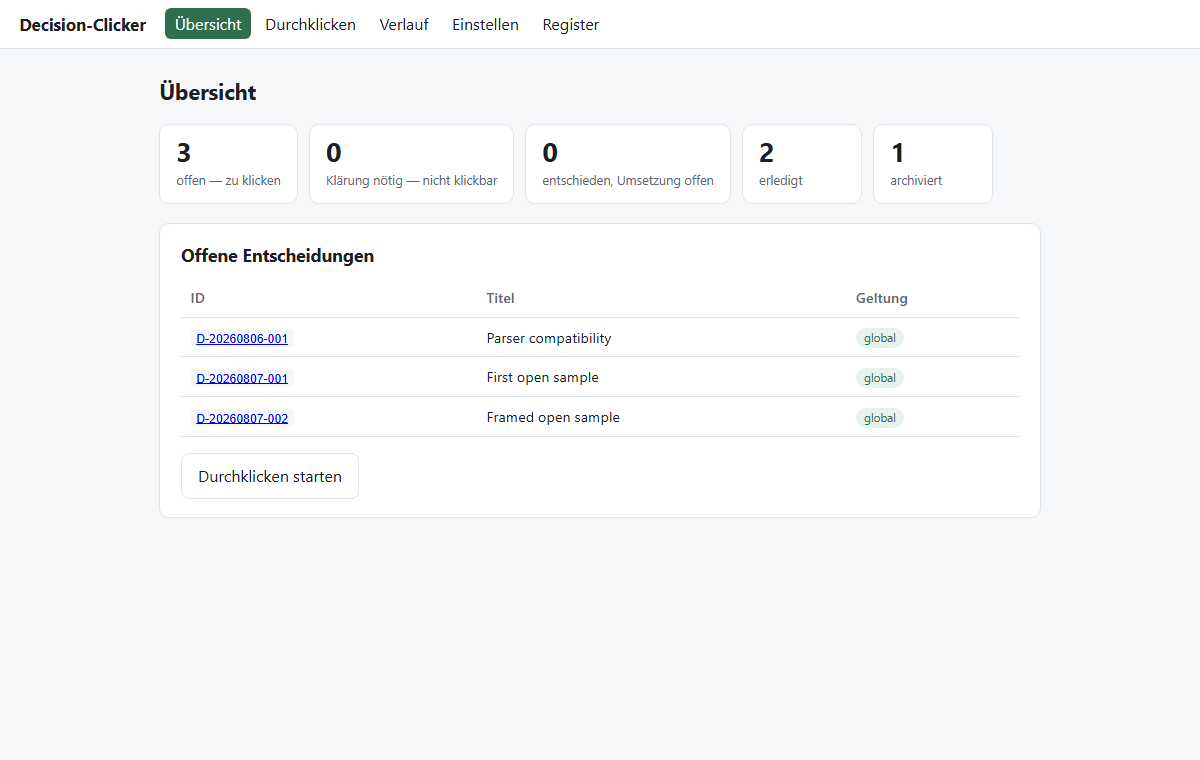 Decision-Clicker Übersicht Durchklicken Verlauf Einstellen Register
Übersicht
3 0 0 2 1
offen — zu klicken Klärung nötig — nicht klickbar entschieden, Umsetzung offen erledigt archiviert
Offene Entscheidungen
ID Titel Geltung
D-20260806-001 Parser compatibility global
D-20260807-001 First open sample global
D-20260807-002 Framed open sample global
Durchklicken starten